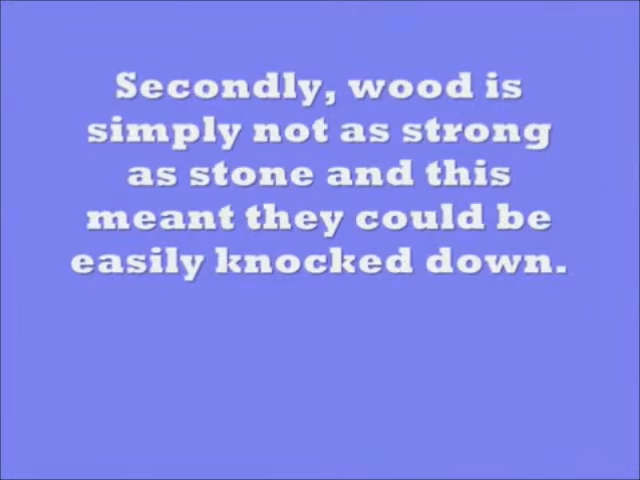 Secondly, wood is
simply not as strong
as stone and this
meant they could be
easily knocked down.